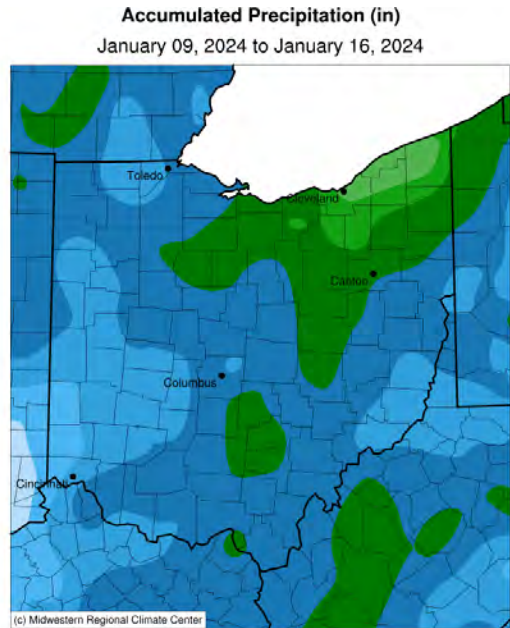 Accumulated Precipitation (in)
January 09, 2024 to January 16, 2024
Toledo
Cleveland
Canton
Columbus
Cincinnati
(c) Midwestern Regional Climate Center